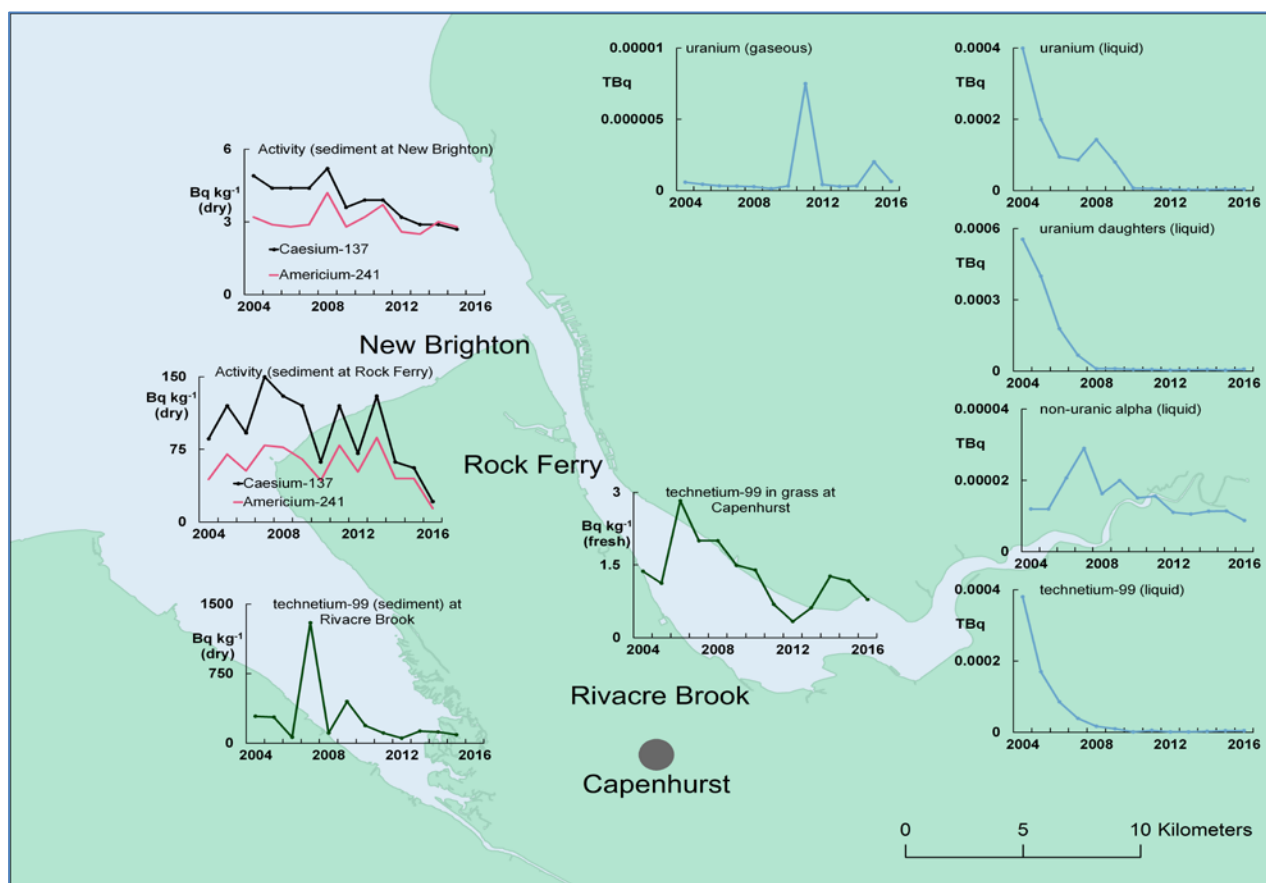 0.00001
uranium (gaseous)
TBq
0.000005
0
2004
2008
2012
2016
0.0004
uranium (liquid)
TBq
0.0002
0
2004
2008
2012
2016
6
Activity (sediment at New Brighton)
Bq kg-1
(dry)
3
Caesium-137
Americium-241
0
2004
2008
2012
2016
0.0006
uranium daughters (liquid)
TBq
0.0003
0
2004
2008
2012
2016
New Brighton
150
Activity (sediment at Rock Ferry)
Bq kg-1
(dry)
75
Caesium-137
Americium-241
0
2004
2008
2012
2016
0.00004
non-uranic alpha (liquid)
TBq
0.00002
0
2004
2008
2012
2016
Rock Ferry
3
technetium-99 in grass at
Capenhurst
Bq kg-1
(fresh)
1.5
0
2004
2008
2012
2016
1500
technetium-99 (sediment) at
Rivacre Brook
Bq kg-1
(dry)
750
0
2004
2008
2012
2016
0.0004
technetium-99 (liquid)
TBq
0.0002
0
2004
2008
2012
2016
Rivacre Brook
Capenhurst
0 5 10 Kilometers